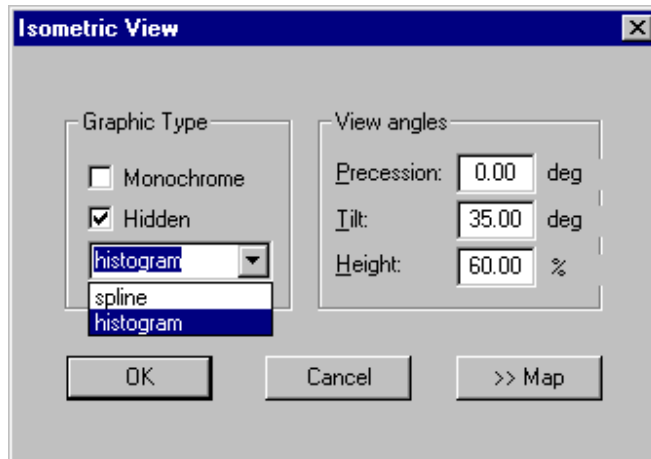 Isometric View
Graphic Type
Monochrome
Hidden
histogram
spline
histogram
View angles
Precession: 0.00 deg
Tilt: 35.00 deg
Height: 60.00 %
OK Cancel >> Map